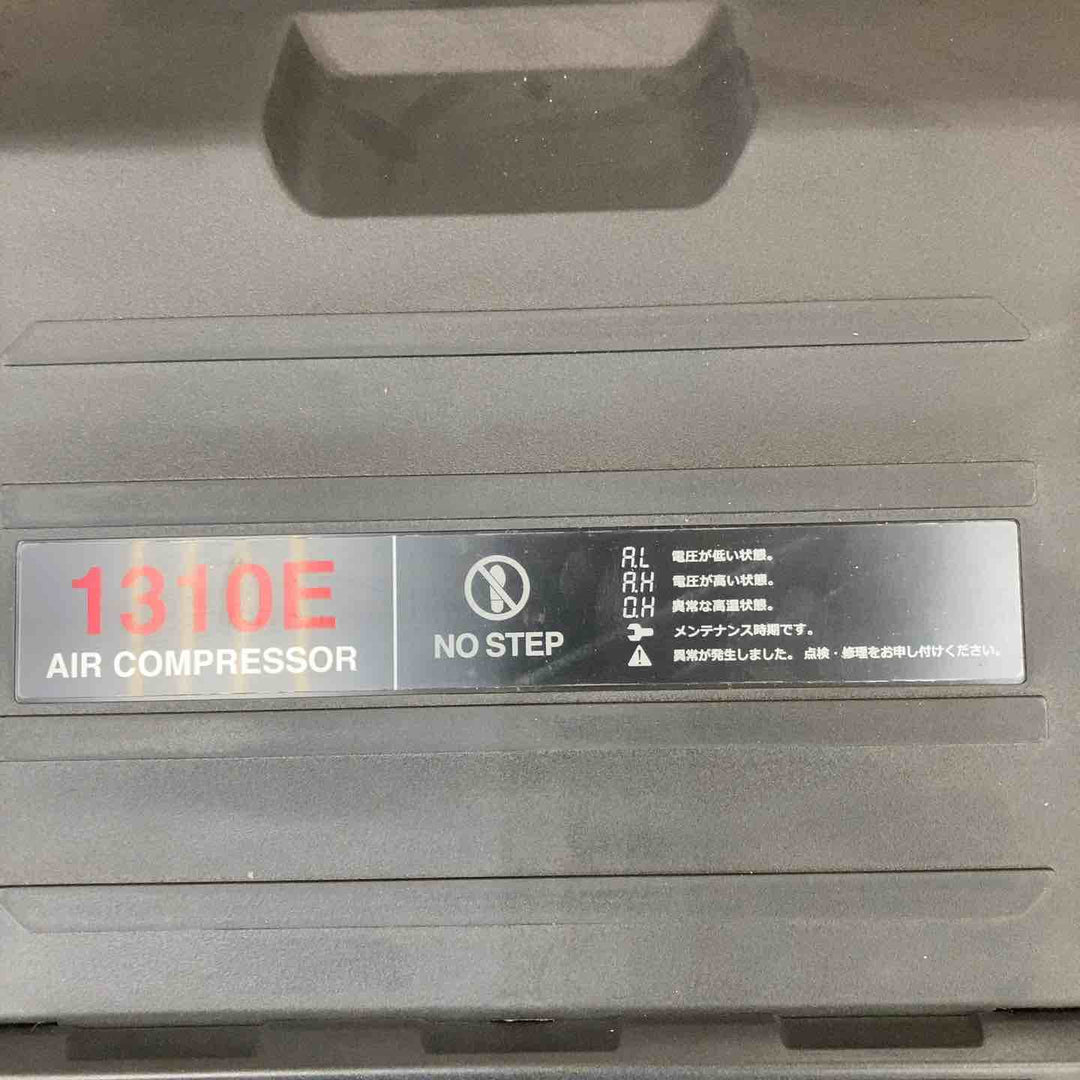 1310E
AIR COMPRESSOR
NO STEP
A.L 電圧が低い状態。
A.H 電圧が高い状態。
O.H 異常な高温状態。
メンテナンス時期です。
異常が発生しました。点検・修理をお申し付けください。